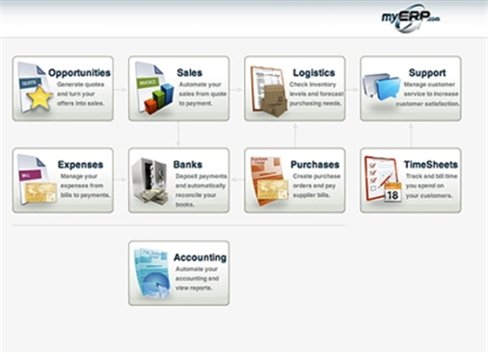 myERP.com
Opportunities
Generate quotes
and turn your
offers into sales.
Sales
Automate your
sales from quote
to payment.
Logistics
Check inventory
levels and forecast
purchasing needs.
Support
Manage customer
service to increase
customer satisfaction.
QUOTE
INVOICE
Expenses
Manage your
expenses from
bills to payments.
Banks
Deposit payments
and automatically
reconcile your
books.
Purchases
Create purchase
orders and pay
supplier bills.
TimeSheets
Track and bill time
you spend on
your customers.
BILL
18
Accounting
Automate your
accounting and
view reports.